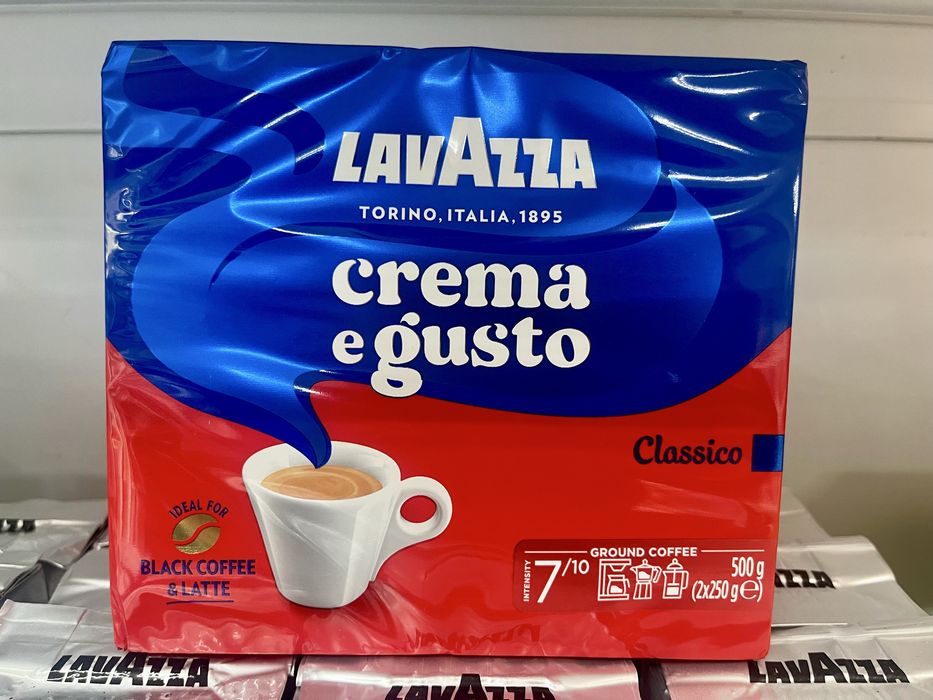 LAVAZZA
TORINO, ITALIA, 1895
crema
e gusto
Classico
IDEAL FOR
BLACK COFFEE
& LATTE
INTENSITY
7/10
GROUND COFFEE
500 g
(2x250 g ℮)
LAVAZZA
LAVAZZA
LAVAZZA